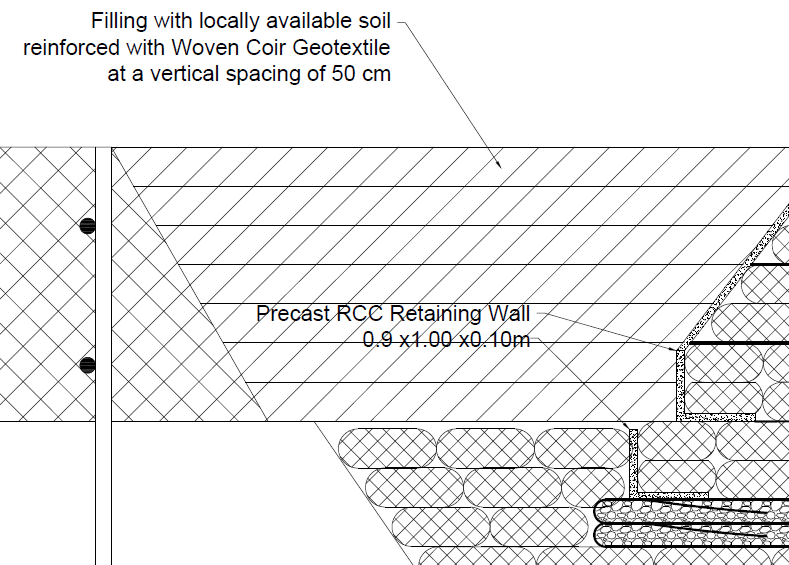 Filling with locally available soil
reinforced with Woven Coir Geotextile
at a vertical spacing of 50 cm
Precast RCC Retaining Wall
0.9 x1.00 x0.10m